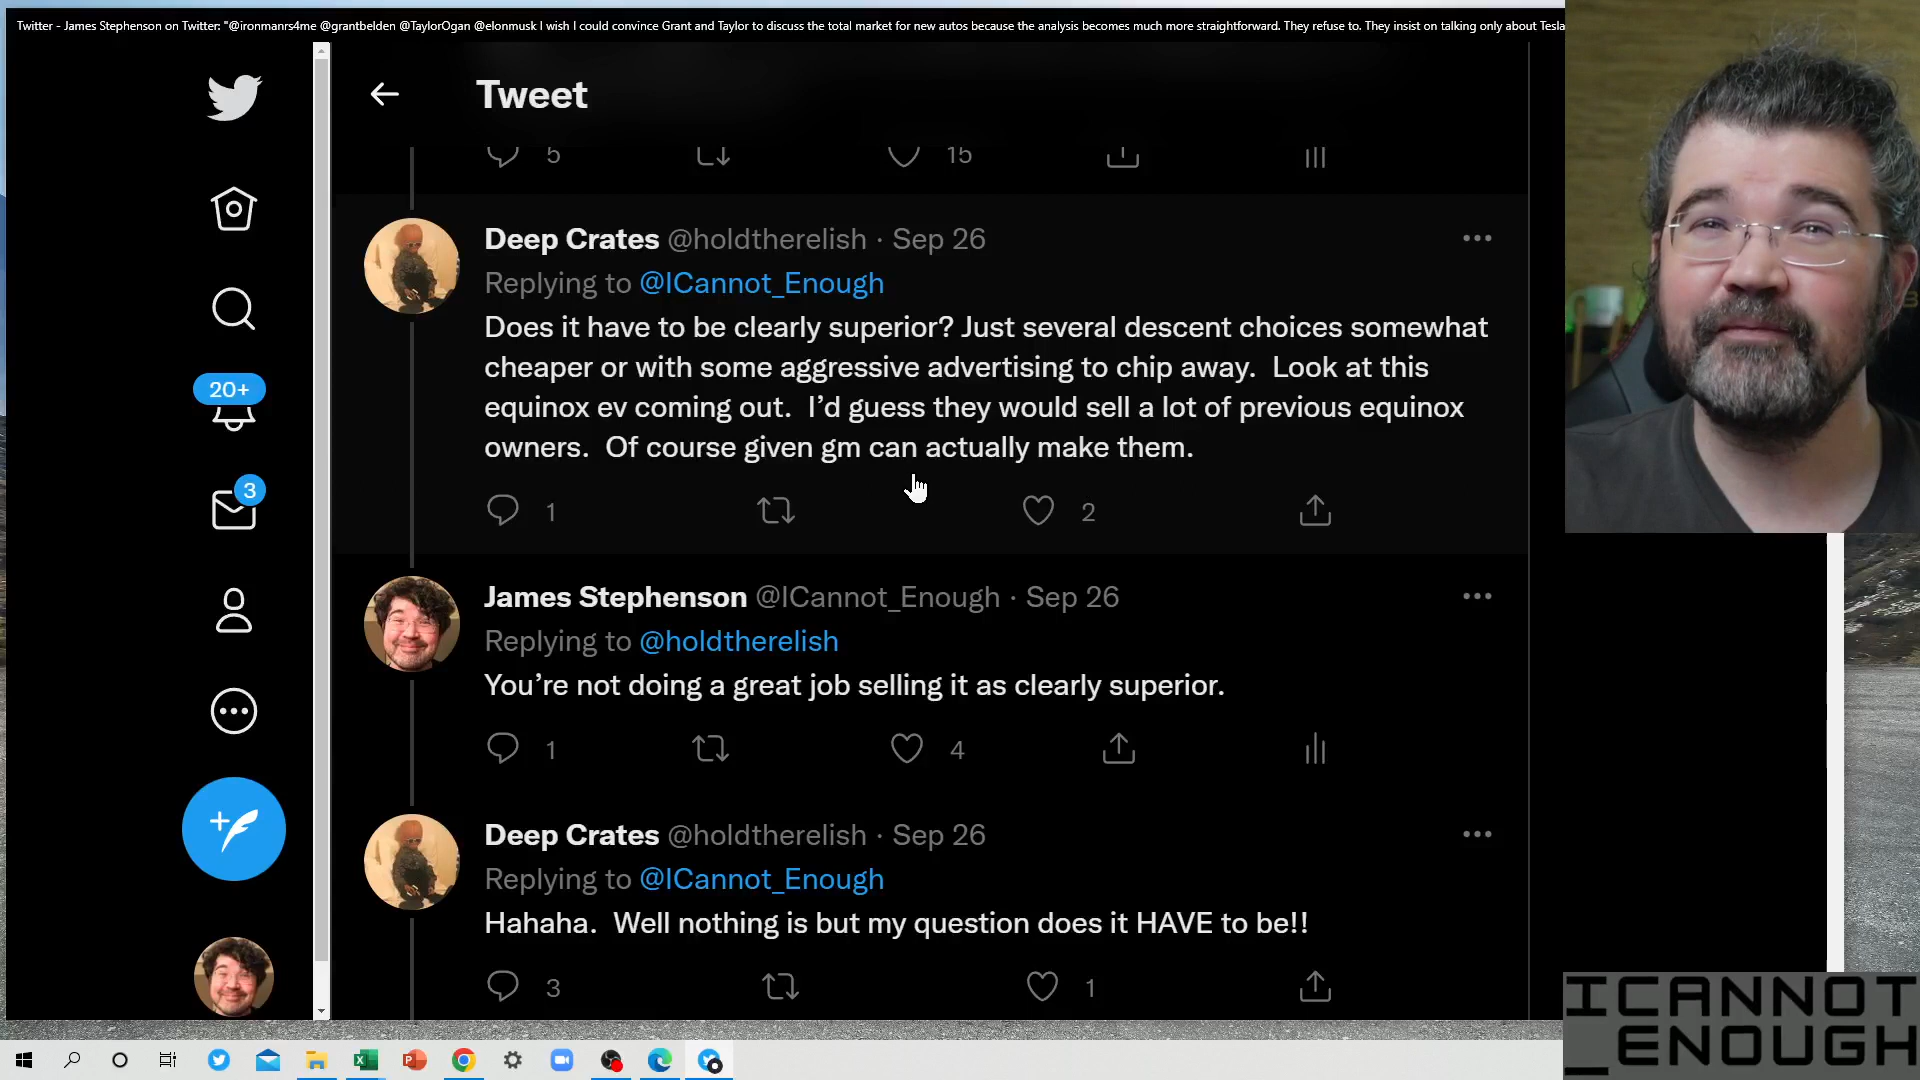 Twitter - James Stephenson on Twitter: "@ironmanrs4me @grantbelden @TaylorOgan @elonmusk I wish I could convince Grant and Taylor to discuss the total market for new autos because the analysis becomes much more straightforward. They refuse to. They insist on talking only about Tesla
Tweet
5 15
Deep Crates @holdtherelish · Sep 26
Replying to @ICannot_Enough
Does it have to be clearly superior? Just several descent choices somewhat
cheaper or with some aggressive advertising to chip away. Look at this
equinox ev coming out. I'd guess they would sell a lot of previous equinox
owners. Of course given gm can actually make them.
1 2
James Stephenson @ICannot_Enough · Sep 26
Replying to @holdtherelish
You're not doing a great job selling it as clearly superior.
1 4
Deep Crates @holdtherelish · Sep 26
Replying to @ICannot_Enough
Hahaha. Well nothing is but my question does it HAVE to be!!
3 1
20+
3
ICANNOT
_ENOUGH